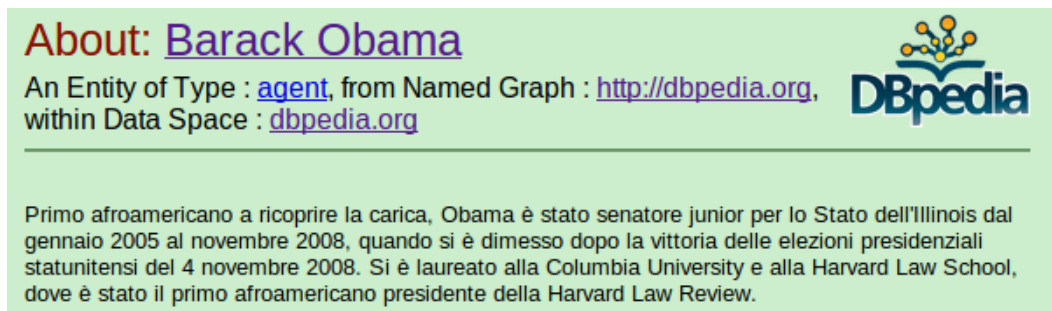 About: Barack Obama
An Entity of Type : agent, from Named Graph : http://dbpedia.org,
within Data Space : dbpedia.org
DBpedia
Primo afroamericano a ricoprire la carica, Obama è stato senatore junior per lo Stato dell'Illinois dal
gennaio 2005 al novembre 2008, quando si è dimesso dopo la vittoria delle elezioni presidenziali
statunitensi del 4 novembre 2008. Si è laureato alla Columbia University e alla Harvard Law School,
dove è stato il primo afroamericano presidente della Harvard Law Review.